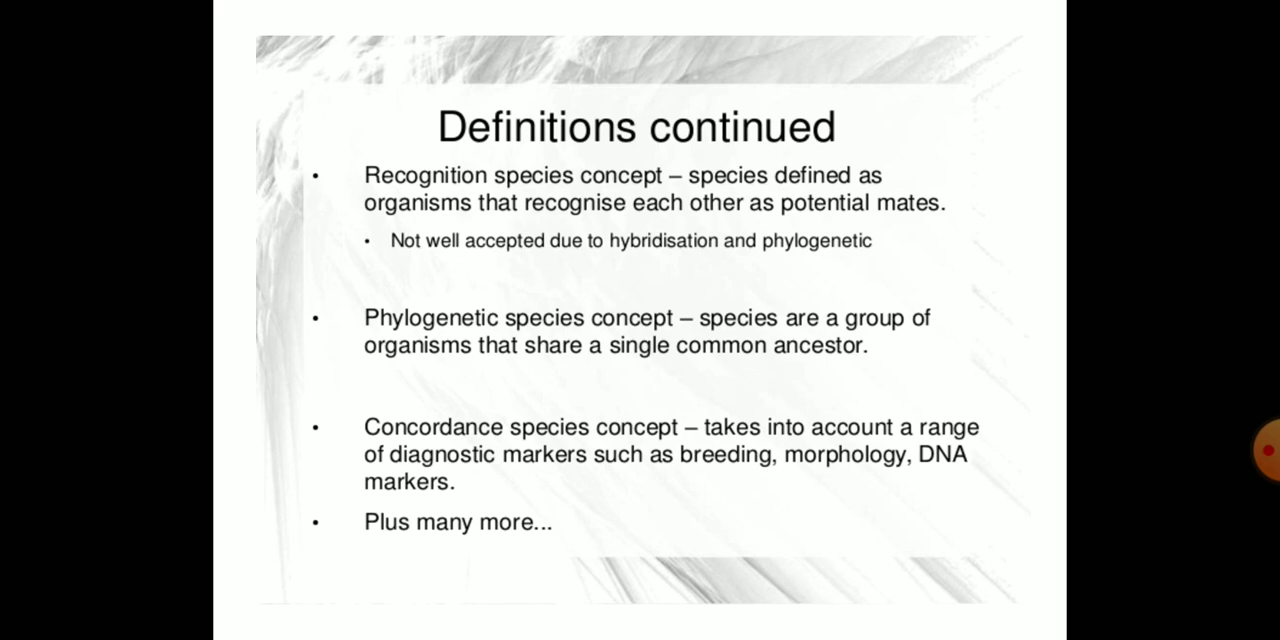 Definitions continued
• Recognition species concept – species defined as
organisms that recognise each other as potential mates.
• Not well accepted due to hybridisation and phylogenetic
• Phylogenetic species concept – species are a group of
organisms that share a single common ancestor.
• Concordance species concept – takes into account a range
of diagnostic markers such as breeding, morphology, DNA
markers.
• Plus many more...